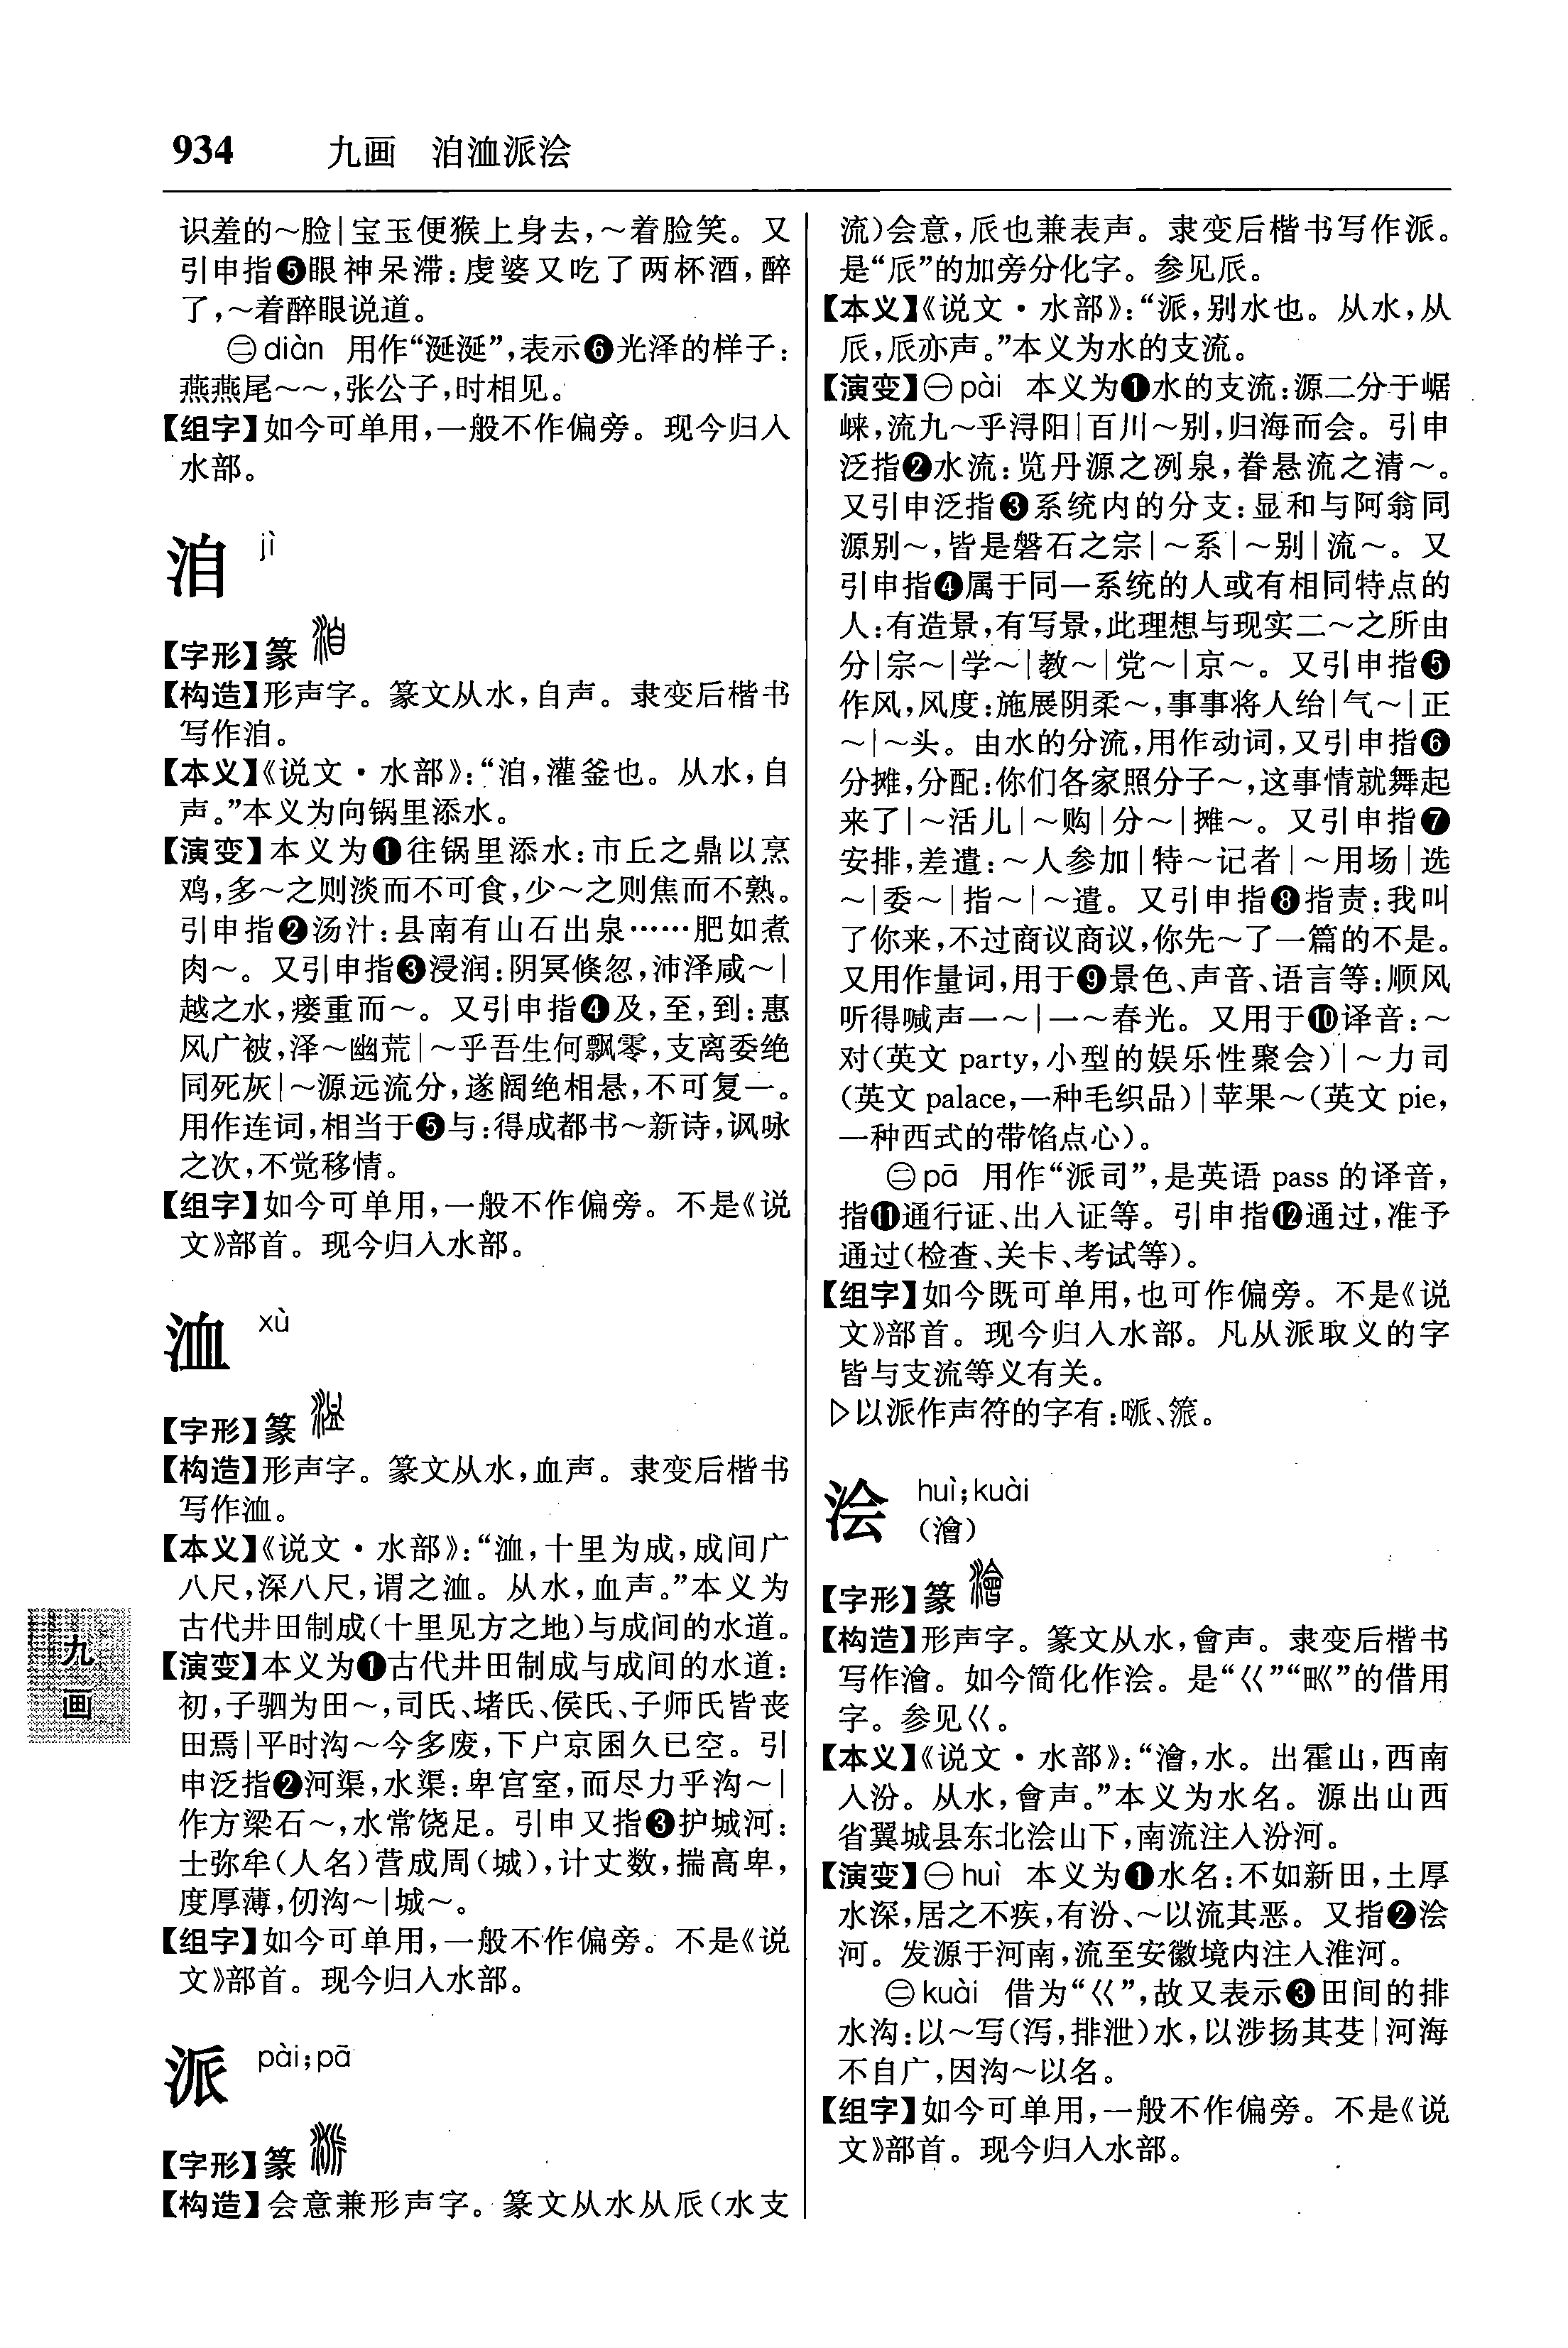 934 九画 洎洫派浍
识羞的～脸|宝玉便猴上身去,～着脸笑。又
引申指❺眼神呆滞:虔婆又吃了两杯酒,醉
了,～着醉眼说道。
㊁diàn 用作“涎涎”,表示❻光泽的样子:
燕燕尾～～,张公子,时相见。
【组字】如今可单用,一般不作偏旁。现今归入
水部。
洎 jì
【字形】篆
【构造】形声字。篆文从水,自声。隶变后楷书
写作洎。
【本义】《说文·水部》:“洎,灌釜也。从水,自
声。”本义为向锅里添水。
【演变】本义为❶往锅里添水:市丘之鼎以烹
鸡,多～之则淡而不可食,少～之则焦而不熟。
引申指❷汤汁:县南有山石出泉……肥如煮
肉～。又引申指❸浸润:阴冥倏忽,沛泽咸～|
越之水,瘘重而～。又引申指❹及,至,到:惠
风广被,泽～幽荒|～乎吾生何飘零,支离委绝
同死灰|～源远流分,遂阔绝相悬,不可复一。
用作连词,相当于❺与:得成都书～新诗,讽咏
之次,不觉移情。
【组字】如今可单用,一般不作偏旁。不是《说
文》部首。现今归入水部。
洫 xù
【字形】篆
【构造】形声字。篆文从水,血声。隶变后楷书
写作洫。
【本义】《说文·水部》:“洫,十里为成,成间广
八尺,深八尺,谓之洫。从水,血声。”本义为
古代井田制成(十里见方之地)与成间的水道。
【演变】本义为❶古代井田制成与成间的水道:
初,子驷为田～,司氏、堵氏、侯氏、子师氏皆丧
田焉|平时沟～今多废,下户京囷久已空。引
申泛指❷河渠,水渠:卑宫室,而尽力乎沟～|
作方梁石～,水常饶足。引申又指❸护城河:
士弥牟(人名)营成周(城),计丈数,揣高卑,
度厚薄,仞沟～|城～。
【组字】如今可单用,一般不作偏旁。不是《说
文》部首。现今归入水部。
派 pài;pā
【字形】篆
【构造】会意兼形声字。篆文从水从𠂢(水支
流)会意,𠂢也兼表声。隶变后楷书写作派。
是“𠂢”的加旁分化字。参见𠂢。
【本义】《说文·水部》:“派,别水也。从水,从
𠂢,𠂢亦声。”本义为水的支流。
【演变】㊀pài 本义为❶水的支流:源二分于崌
崃,流九～乎浔阳|百川～别,归海而会。引申
泛指❷水流:览丹源之冽泉,眷悬流之清～。
又引申泛指❸系统内的分支:显和与阿翁同
源别～,皆是磐石之宗|～系|～别|流～。又
引申指❹属于同一系统的人或有相同特点的
人:有造景,有写景,此理想与现实二～之所由
分|宗～|学～|教～|党～|京～。又引申指❺
作风,风度:施展阴柔～,事事将人给|气～|正
～|～头。由水的分流,用作动词,又引申指❻
分摊,分配:你们各家照分子～,这事情就舞起
来了|～活儿|～购|分～|摊～。又引申指❼
安排,差遣:～人参加|特～记者|～用场|选
～|委～|指～|～遣。又引申指❽指责:我叫
了你来,不过商议商议,你先～了一篇的不是。
又用作量词,用于❾景色、声音、语言等:顺风
听得喊声一～|一～春光。又用于❿译音:～
对(英文 party,小型的娱乐性聚会)|～力司
(英文 palace,一种毛织品)|苹果～(英文 pie,
一种西式的带馅点心)。
㊁pā 用作“派司”,是英语 pass 的译音,
指⓫通行证、出入证等。引申指⓬通过,准予
通过(检查、关卡、考试等)。
【组字】如今既可单用,也可作偏旁。不是《说
文》部首。现今归入水部。凡从派取义的字
皆与支流等义有关。
▷以派作声符的字有:哌、箉。
浍 huì;kuài
(澮)
【字形】篆
【构造】形声字。篆文从水,會声。隶变后楷书
写作澮。如今简化作浍。是“巜”“㽟”的借用
字。参见巜。
【本义】《说文·水部》:“澮,水。出霍山,西南
入汾。从水,會声。”本义为水名。源出山西
省翼城县东北浍山下,南流注入汾河。
【演变】㊀huì 本义为❶水名:不如新田,土厚
水深,居之不疾,有汾、～以流其恶。又指❷浍
河。发源于河南,流至安徽境内注入淮河。
㊁kuài 借为“巜”,故又表示❸田间的排
水沟:以～写(泻,排泄)水,以涉扬其芟|河海
不自广,因沟～以名。
【组字】如今可单用,一般不作偏旁。不是《说
文》部首。现今归入水部。
九
画